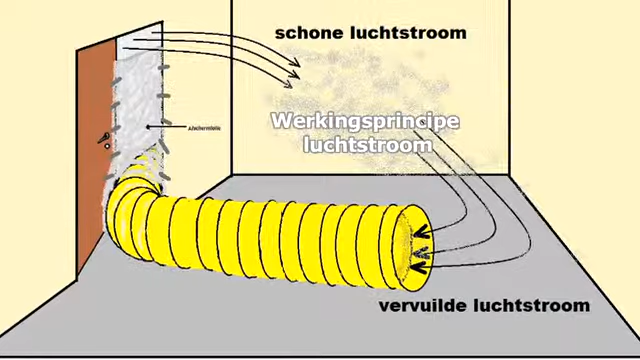 schone luchtstroom
Werkingsprincipe
luchtstroom
vervuilde luchtstroom